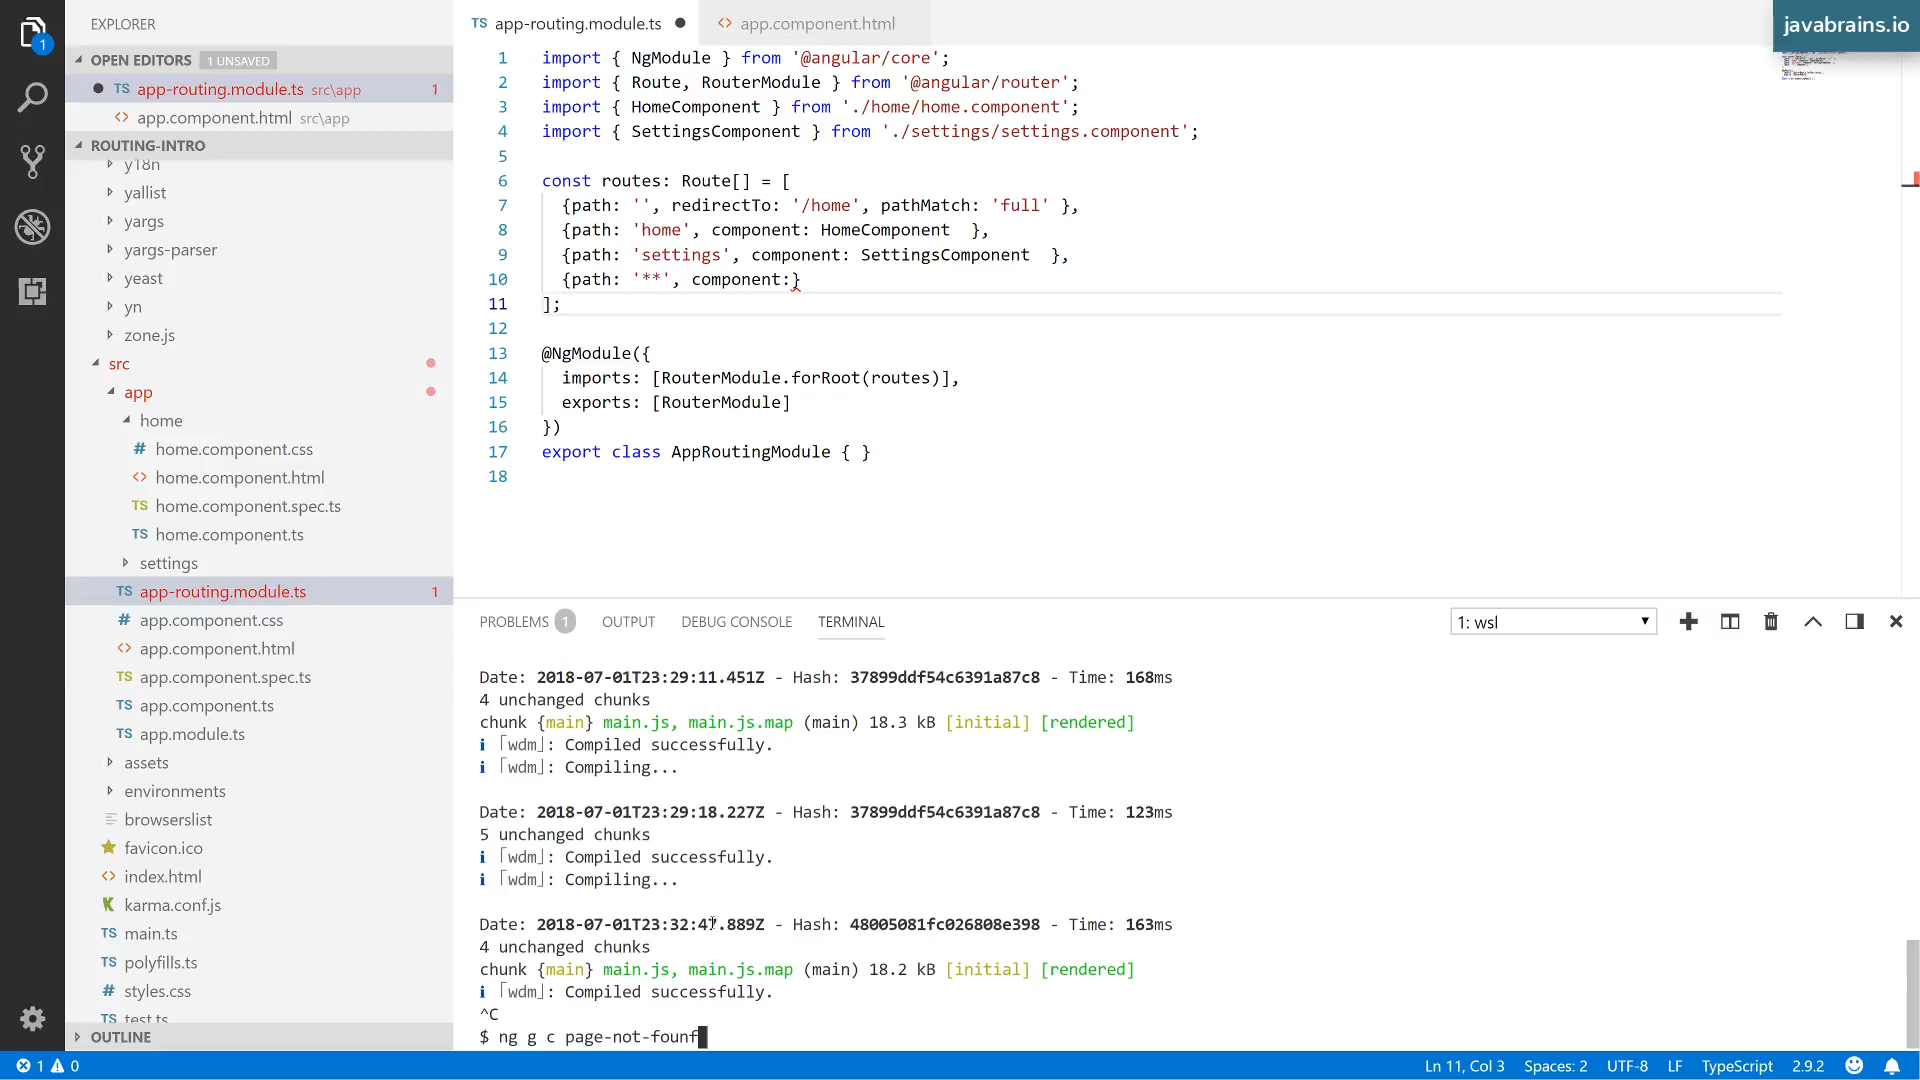 EXPLORER
OPEN EDITORS 1 UNSAVED
TS app-routing.module.ts src\app 1
<> app.component.html src\app
ROUTING-INTRO
y18n
yallist
yargs
yargs-parser
yeast
yn
zone.js
src
app
home
# home.component.css
<> home.component.html
TS home.component.spec.ts
TS home.component.ts
settings
TS app-routing.module.ts 1
# app.component.css
<> app.component.html
TS app.component.spec.ts
TS app.component.ts
TS app.module.ts
assets
environments
browserslist
favicon.ico
<> index.html
K karma.conf.js
TS main.ts
TS polyfills.ts
# styles.css
TS test.ts
OUTLINE
1
TS app-routing.module.ts
<> app.component.html
javabrains.io
1 import { NgModule } from '@angular/core';
2 import { Route, RouterModule } from '@angular/router';
3 import { HomeComponent } from './home/home.component';
4 import { SettingsComponent } from './settings/settings.component';
5
6 const routes: Route[] = [
7 {path: '', redirectTo: '/home', pathMatch: 'full' },
8 {path: 'home', component: HomeComponent  },
9 {path: 'settings', component: SettingsComponent  },
10 {path: '**', component:}
11 ];
12
13 @NgModule({
14 imports: [RouterModule.forRoot(routes)],
15 exports: [RouterModule]
16 })
17 export class AppRoutingModule { }
18
PROBLEMS 1 OUTPUT DEBUG CONSOLE TERMINAL 1: wsl
Date: 2018-07-01T23:29:11.451Z - Hash: 37899ddf54c6391a87c8 - Time: 168ms
4 unchanged chunks
chunk {main} main.js, main.js.map (main) 18.3 kB [initial] [rendered]
ℹ ｢wdm｣: Compiled successfully.
ℹ ｢wdm｣: Compiling...
Date: 2018-07-01T23:29:18.227Z - Hash: 37899ddf54c6391a87c8 - Time: 123ms
5 unchanged chunks
ℹ ｢wdm｣: Compiled successfully.
ℹ ｢wdm｣: Compiling...
Date: 2018-07-01T23:32:47.889Z - Hash: 48005081fc026808e398 - Time: 163ms
4 unchanged chunks
chunk {main} main.js, main.js.map (main) 18.2 kB [initial] [rendered]
ℹ ｢wdm｣: Compiled successfully.
^C
$ ng g c page-not-founf
1 0 Ln 11, Col 3 Spaces: 2 UTF-8 LF TypeScript 2.9.2